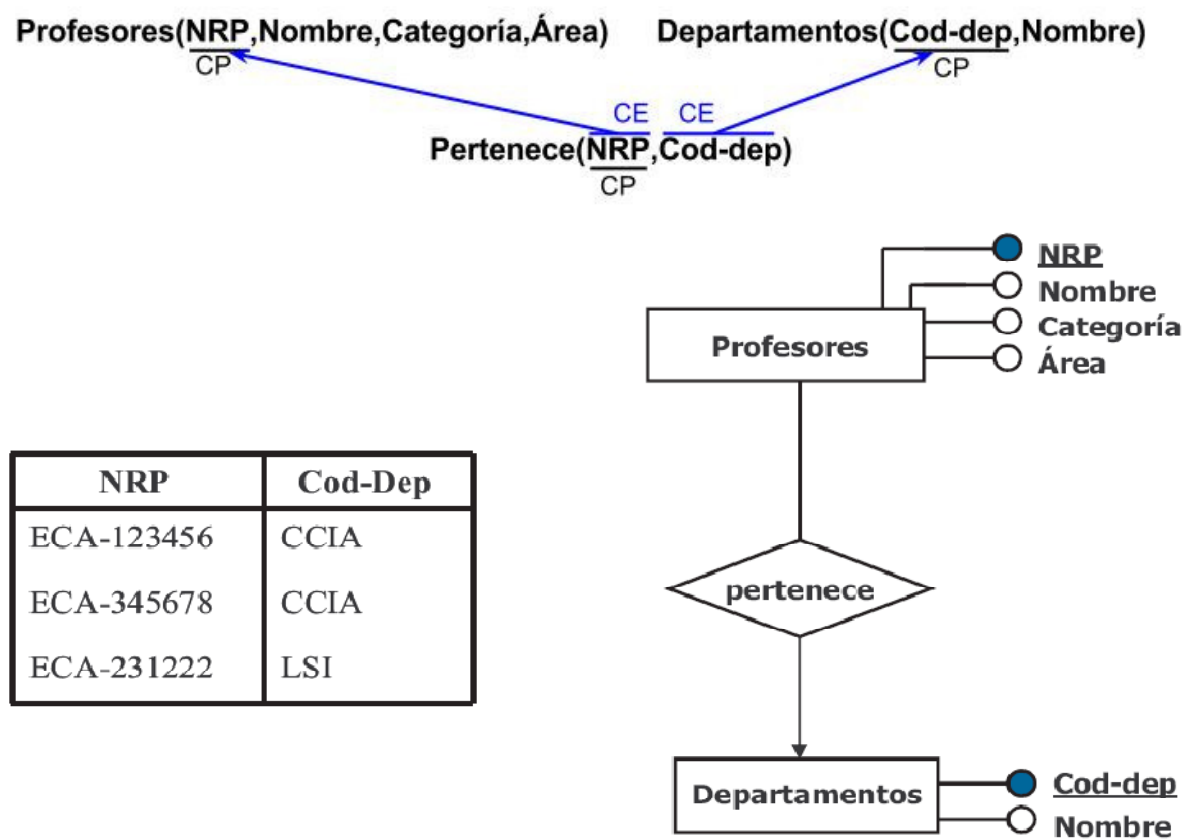 Profesores(NRP,Nombre,Categoría,Área) Departamentos(Cod-dep,Nombre)
CP CP
CE CE
Pertenece(NRP,Cod-dep)
CP
NRP
Nombre
Categoría
Área
Profesores
NRP Cod-Dep
ECA-123456 CCIA
ECA-345678 CCIA
ECA-231222 LSI
pertenece
Departamentos
Cod-dep
Nombre